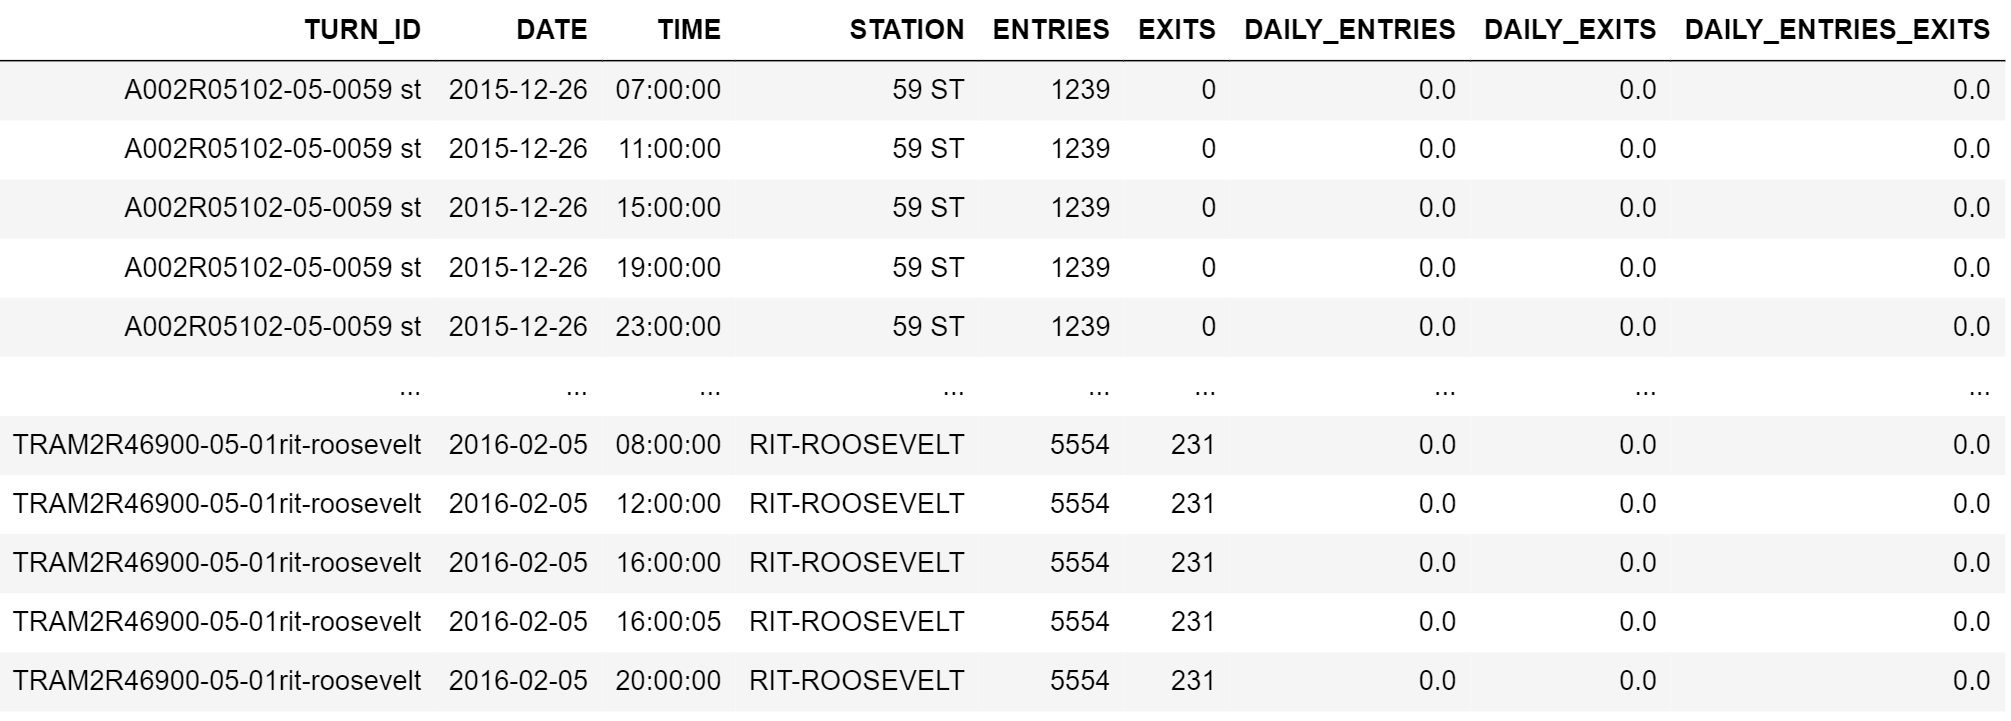 TURN_ID DATE TIME STATION ENTRIES EXITS DAILY_ENTRIES DAILY_EXITS DAILY_ENTRIES_EXITS
A002R05102-05-0059 st 2015-12-26 07:00:00 59 ST 1239 0 0.0 0.0 0.0
A002R05102-05-0059 st 2015-12-26 11:00:00 59 ST 1239 0 0.0 0.0 0.0
A002R05102-05-0059 st 2015-12-26 15:00:00 59 ST 1239 0 0.0 0.0 0.0
A002R05102-05-0059 st 2015-12-26 19:00:00 59 ST 1239 0 0.0 0.0 0.0
A002R05102-05-0059 st 2015-12-26 23:00:00 59 ST 1239 0 0.0 0.0 0.0
... ... ... ... ... ... ... ... ...
TRAM2R46900-05-01rit-roosevelt 2016-02-05 08:00:00 RIT-ROOSEVELT 5554 231 0.0 0.0 0.0
TRAM2R46900-05-01rit-roosevelt 2016-02-05 12:00:00 RIT-ROOSEVELT 5554 231 0.0 0.0 0.0
TRAM2R46900-05-01rit-roosevelt 2016-02-05 16:00:00 RIT-ROOSEVELT 5554 231 0.0 0.0 0.0
TRAM2R46900-05-01rit-roosevelt 2016-02-05 16:00:05 RIT-ROOSEVELT 5554 231 0.0 0.0 0.0
TRAM2R46900-05-01rit-roosevelt 2016-02-05 20:00:00 RIT-ROOSEVELT 5554 231 0.0 0.0 0.0